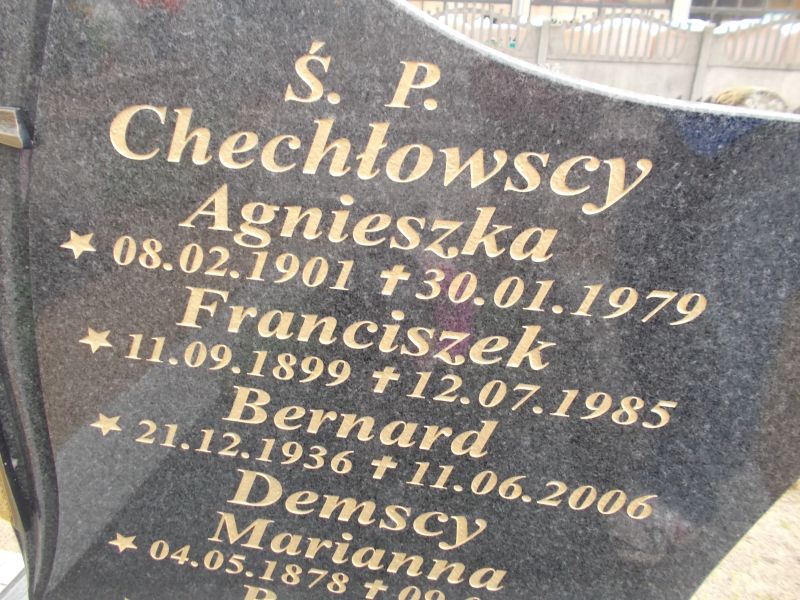 Ś. P.
Chechłowscy
Agnieszka
★ 08.02.1901 ✝ 30.01.1979
Franciszek
★ 11.09.1899 ✝ 12.07.1985
Bernard
★ 21.12.1936 ✝ 11.06.2006
Demscy
Marianna
★ 04.05.1878 ✝